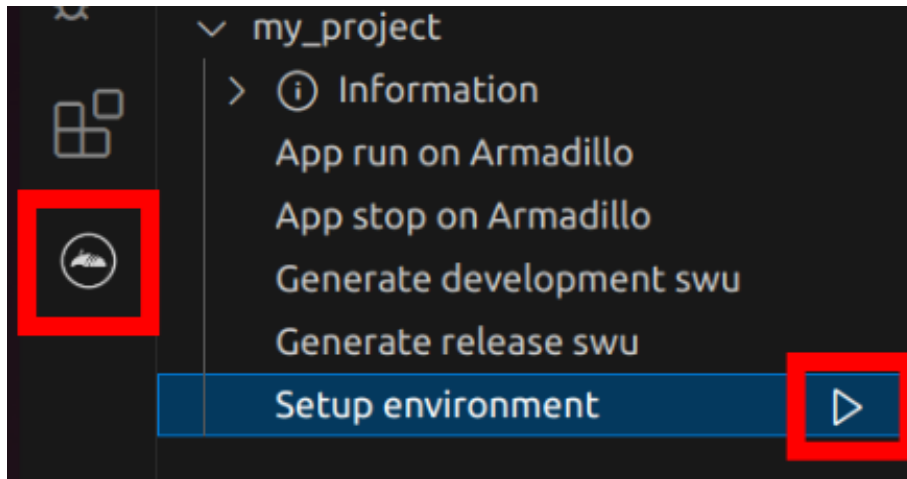 my_project
Information
App run on Armadillo
App stop on Armadillo
Generate development swu
Generate release swu
Setup environment